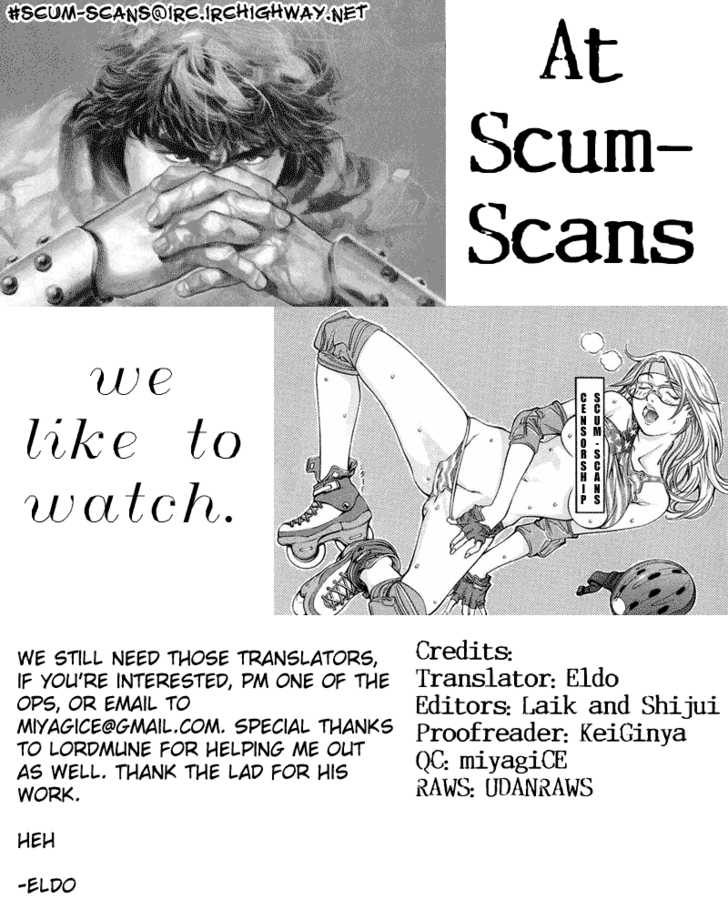 #SCUM-SCANS@IRC.IRCHIGHWAY.NET
At
Scum-
Scans
we
like to
watch.
SCUM-SCANS
CENSORSHIP
WE STILL NEED THOSE TRANSLATORS,
IF YOU'RE INTERESTED, PM ONE OF THE
OPS, OR EMAIL TO
MIYAGICE@GMAIL.COM. SPECIAL THANKS
TO LORDMUNE FOR HELPING ME OUT
AS WELL. THANK THE LAD FOR HIS
WORK.
HEH
-ELDO
Credits:
Translator: Eldo
Editors: Laik and Shijui
Proofreader: KeiGinya
QC: miyagiCE
RAWS: UDANRAWS